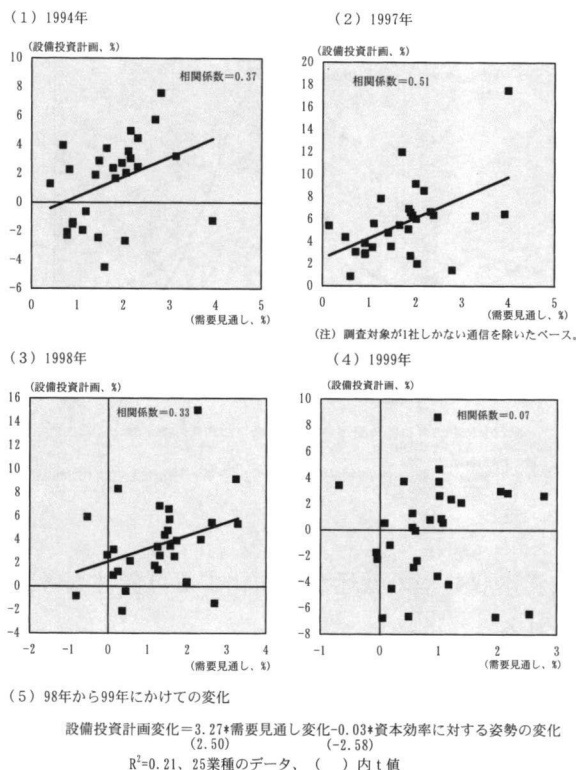 (1) 1994年
(設備投資計画、%)
相関係数=0.37
10
8
6
4
2
0
-2
-4
-6
0 1 2 3 4 5
(需要見通し、%)
(2) 1997年
(設備投資計画、%)
相関係数=0.51
20
18
16
14
12
10
8
6
4
2
0
0 1 2 3 4 5
(需要見通し、%)
(注) 調査対象が1社しかない通信を除いたベース。
(3) 1998年
(設備投資計画、%)
相関係数=0.33
16
14
12
10
8
6
4
2
0
-2
-4
-2 -1 0 1 2 3 4
(需要見通し、%)
(4) 1999年
(設備投資計画、%)
相関係数=0.07
10
8
6
4
2
0
-2
-4
-6
-8
-1 0 1 2 3
(需要見通し、%)
(5) 98年から99年にかけての変化
設備投資計画変化=3.27*需要見通し変化-0.03*資本効率に対する姿勢の変化
(2.50) (-2.58)
R²=0.21、25業種のデータ、( )内t値